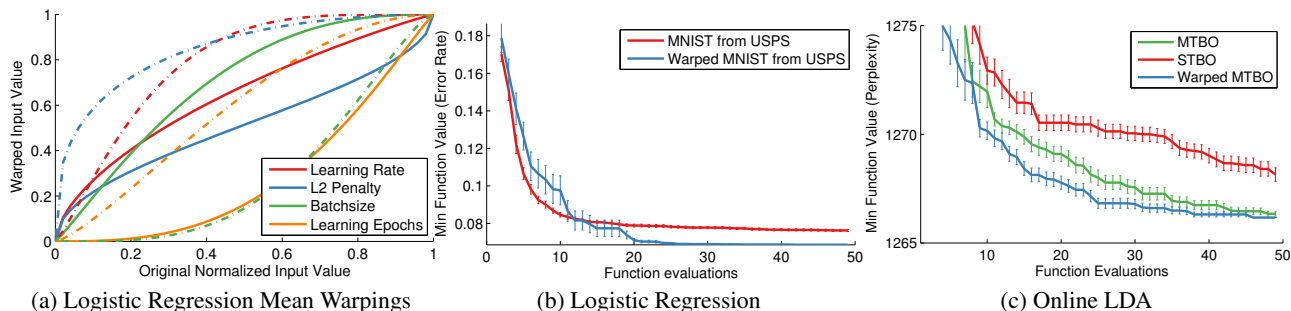 Warped Input Value
1
0.8
0.6
0.4
0.2
0
0
0.2
0.4
0.6
0.8
1
Original Normalized Input Value
Learning Rate
L2 Penalty
Batchsize
Learning Epochs
(a) Logistic Regression Mean Warpings
Min Function Value (Error Rate)
0.18
0.16
0.14
0.12
0.1
0.08
0
10
20
30
40
50
Function evaluations
MNIST from USPS
Warped MNIST from USPS
(b) Logistic Regression
Min Function Value (Perplexity)
1275
1270
1265
10
20
30
40
50
Function Evaluations
MTBO
STBO
Warped MTBO
(c) Online LDA